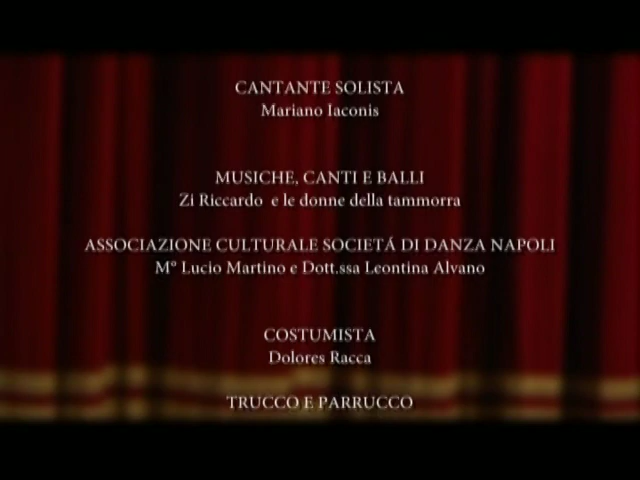 CANTANTE SOLISTA
Mariano Iaconis
MUSICHE, CANTI E BALLI
Zi Riccardo e le donne della tammorra
ASSOCIAZIONE CULTURALE SOCIETÁ DI DANZA NAPOLI
Mº Lucio Martino e Dott.ssa Leontina Alvano
COSTUMISTA
Dolores Racca
TRUCCO E PARRUCCO